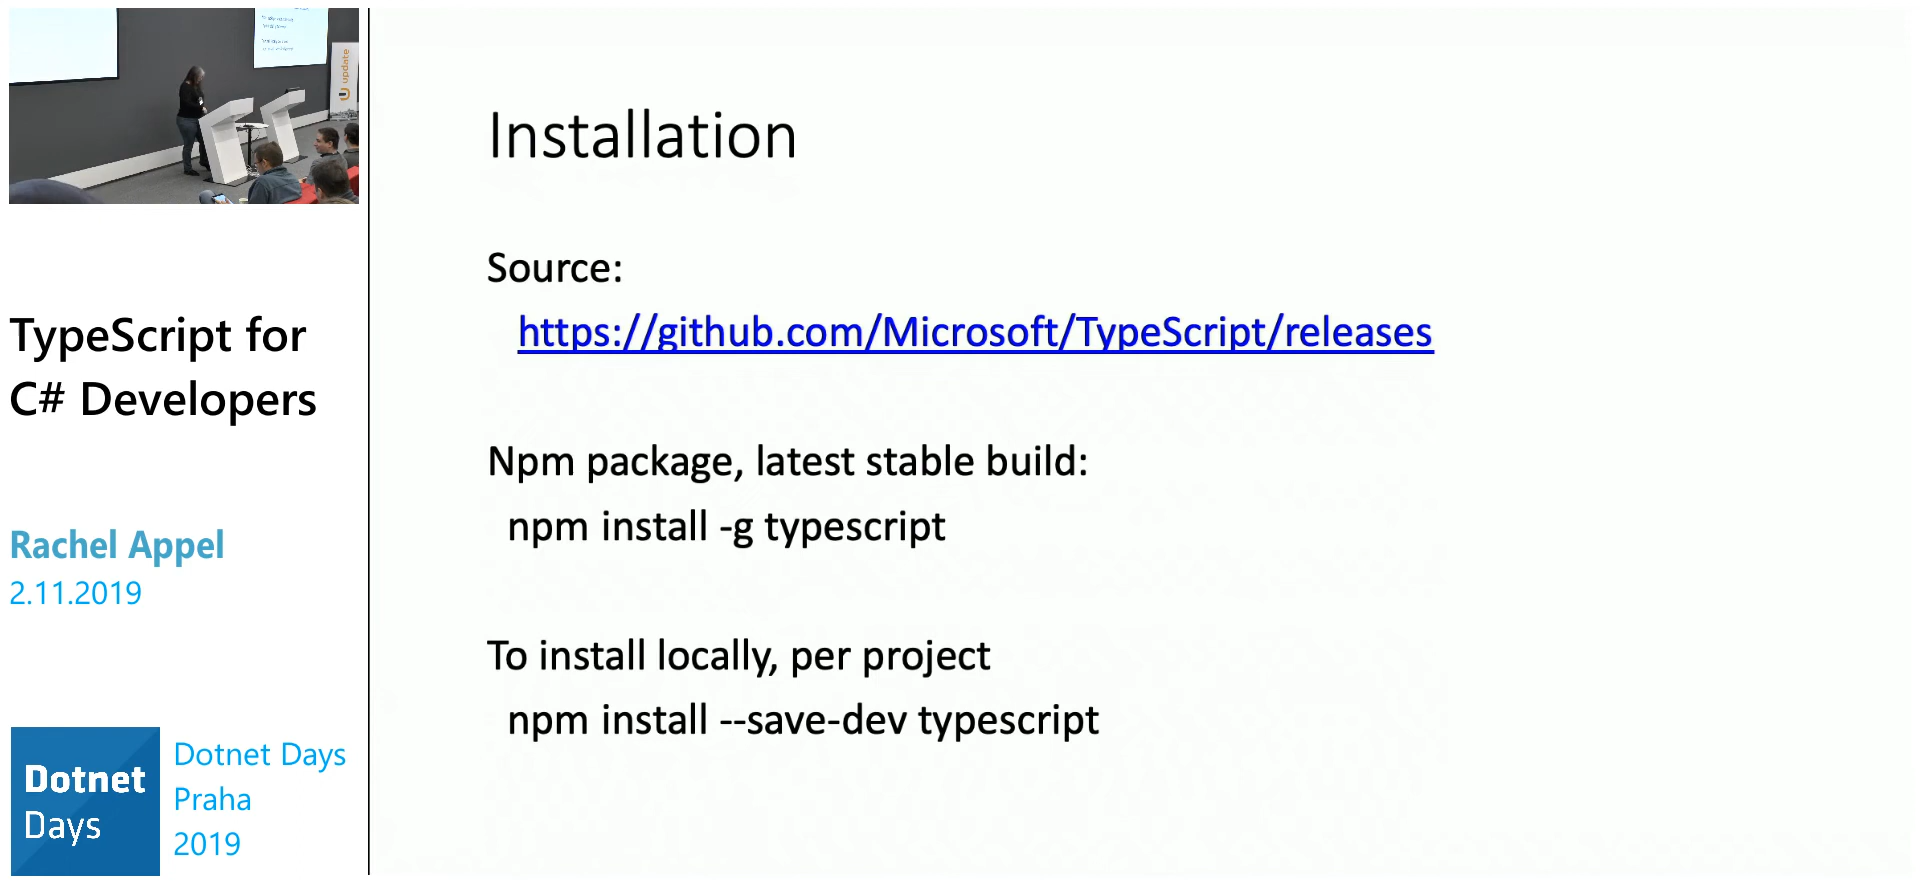 update
TypeScript for
C# Developers
Rachel Appel
2.11.2019
Dotnet
Days
Dotnet Days
Praha
2019
Installation
Source:
https://github.com/Microsoft/TypeScript/releases
Npm package, latest stable build:
npm install -g typescript
To install locally, per project
npm install --save-dev typescript